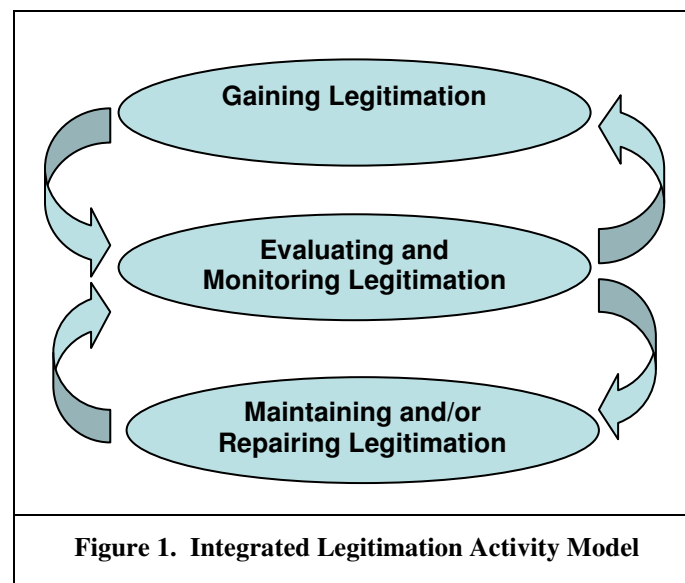 Gaining Legitimation
Evaluating and
Monitoring Legitimation
Maintaining and/or
Repairing Legitimation
Figure 1.  Integrated Legitimation Activity Model